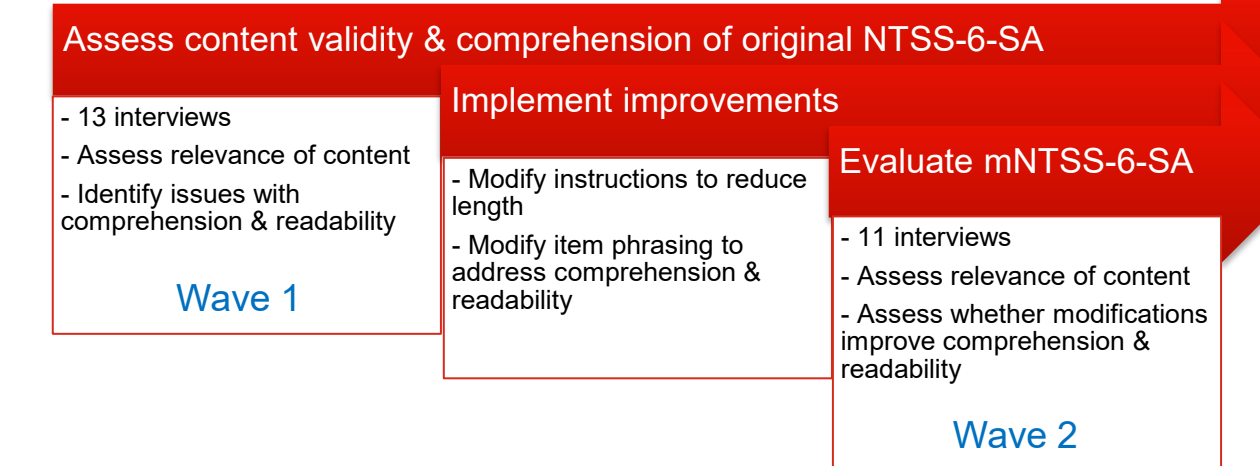 Assess content validity & comprehension of original NTSS-6-SA
- 13 interviews
- Assess relevance of content
- Identify issues with
comprehension & readability
Wave 1
Implement improvements
- Modify instructions to reduce
length
- Modify item phrasing to
address comprehension &
readability
Evaluate mNTSS-6-SA
- 11 interviews
- Assess relevance of content
- Assess whether modifications
improve comprehension &
readability
Wave 2